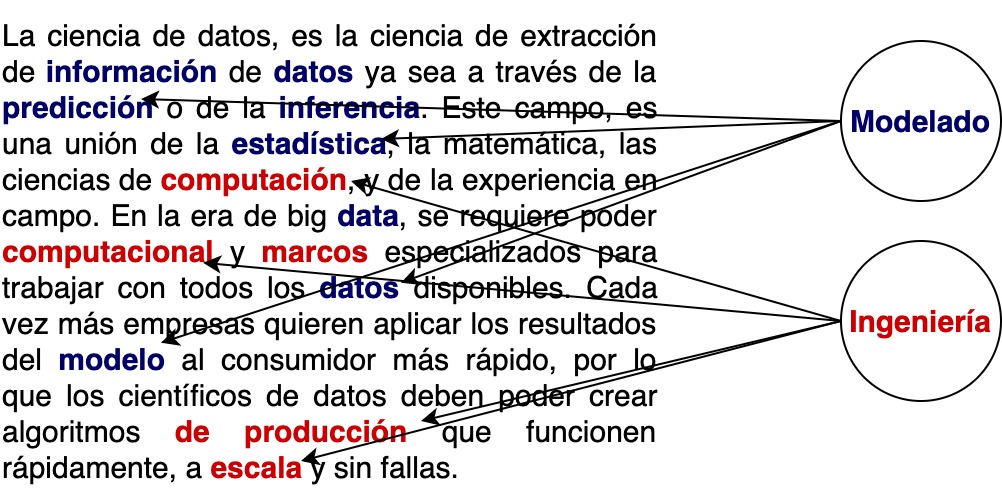 La ciencia de datos, es la ciencia de extracción
de información de datos ya sea a través de la
predicción o de la inferencia. Este campo, es
una unión de la estadística, la matemática, las
ciencias de computación, y de la experiencia en
campo. En la era de big data, se requiere poder
computacional y marcos especializados para
trabajar con todos los datos disponibles. Cada
vez más empresas quieren aplicar los resultados
del modelo al consumidor más rápido, por lo
que los científicos de datos deben poder crear
algoritmos de producción que funcionen
rápidamente, a escala y sin fallas.
Modelado
Ingeniería